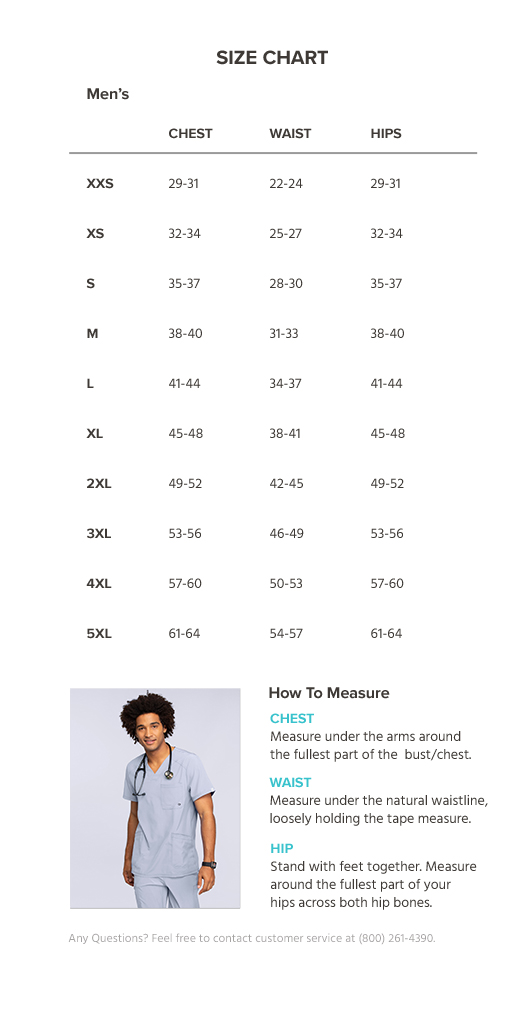 SIZE CHART
Men's
CHEST WAIST HIPS
XXS 29-31 22-24 29-31
XS 32-34 25-27 32-34
S 35-37 28-30 35-37
M 38-40 31-33 38-40
L 41-44 34-37 41-44
XL 45-48 38-41 45-48
2XL 49-52 42-45 49-52
3XL 53-56 46-49 53-56
4XL 57-60 50-53 57-60
5XL 61-64 54-57 61-64
How To Measure
CHEST
Measure under the arms around
the fullest part of the bust/chest.
WAIST
Measure under the natural waistline,
loosely holding the tape measure.
HIP
Stand with feet together. Measure
around the fullest part of your
hips across both hip bones.
Any Questions? Feel free to contact customer service at (800) 261-4390.